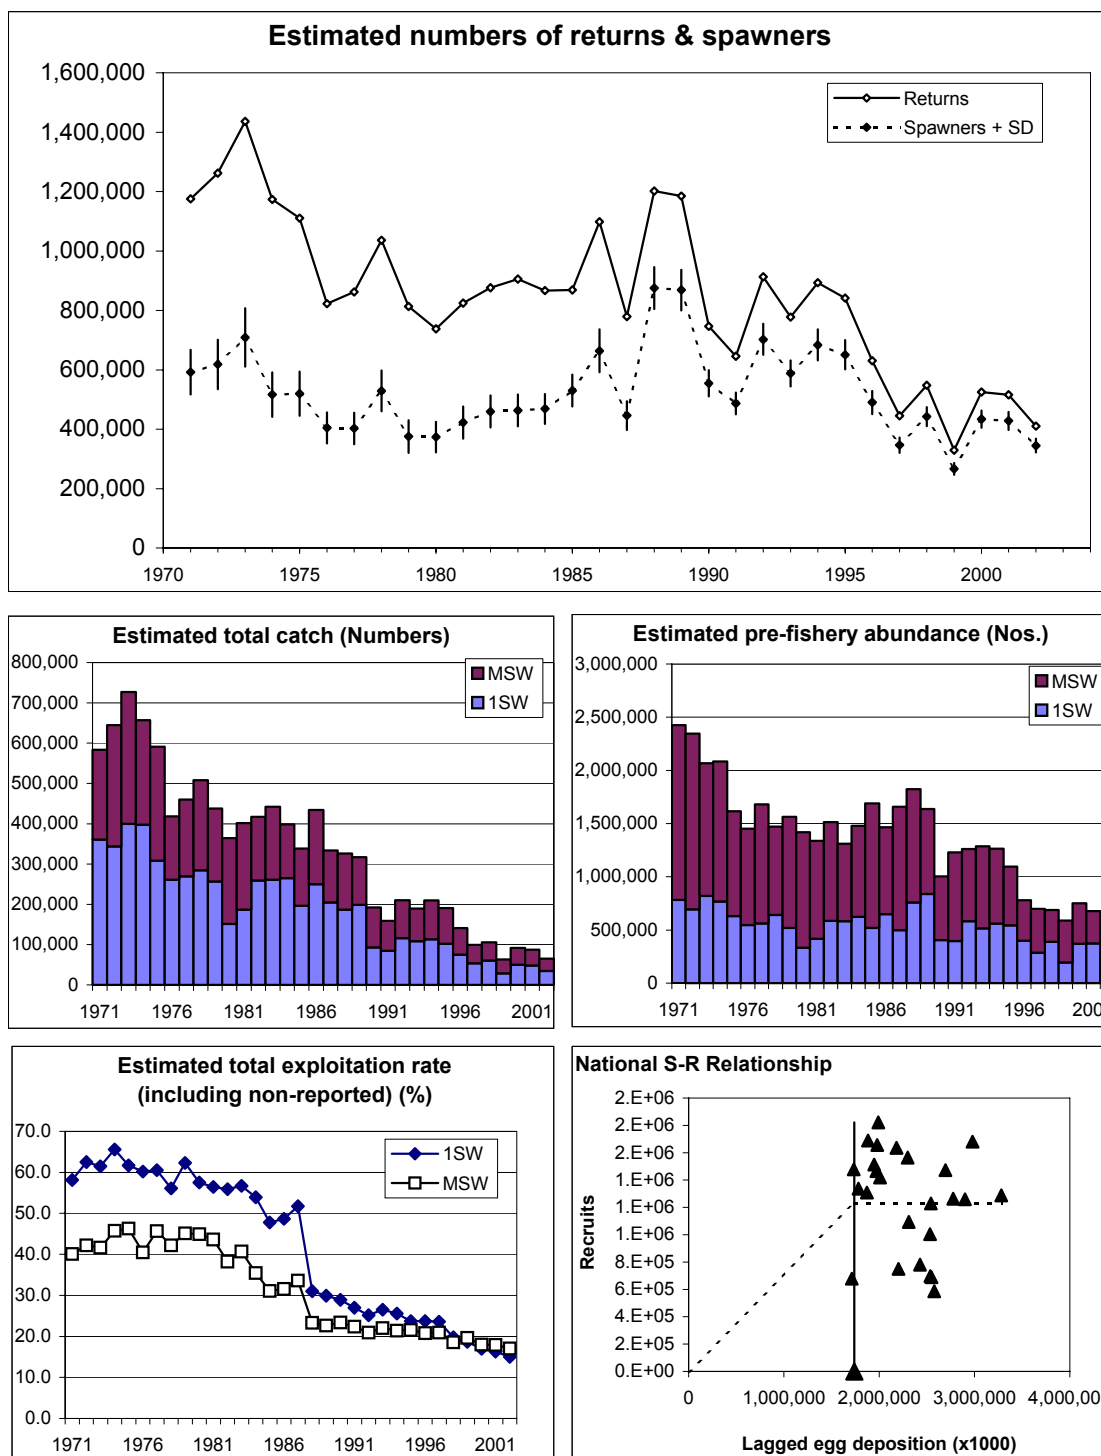 Estimated numbers of returns & spawners
1,600,000
1,400,000
1,200,000
1,000,000
800,000
600,000
400,000
200,000
0
1970 1975 1980 1985 1990 1995 2000
Returns
Spawners + SD
Estimated total catch (Numbers)
800,000
700,000
600,000
500,000
400,000
300,000
200,000
100,000
0
1971 1976 1981 1986 1991 1996 2001
MSW
1SW
Estimated pre-fishery abundance (Nos.)
3,000,000
2,500,000
2,000,000
1,500,000
1,000,000
500,000
0
1971 1976 1981 1986 1991 1996 200
MSW
1SW
Estimated total exploitation rate
(including non-reported) (%)
70.0
60.0
50.0
40.0
30.0
20.0
10.0
0.0
1971 1976 1981 1986 1991 1996 2001
1SW
MSW
National S-R Relationship
2.E+06
2.E+06
2.E+06
1.E+06
1.E+06
1.E+06
8.E+05
6.E+05
4.E+05
2.E+05
0.E+00
Recruits
0 1,000,000 2,000,000 3,000,000 4,000,00
Lagged egg deposition (x1000)